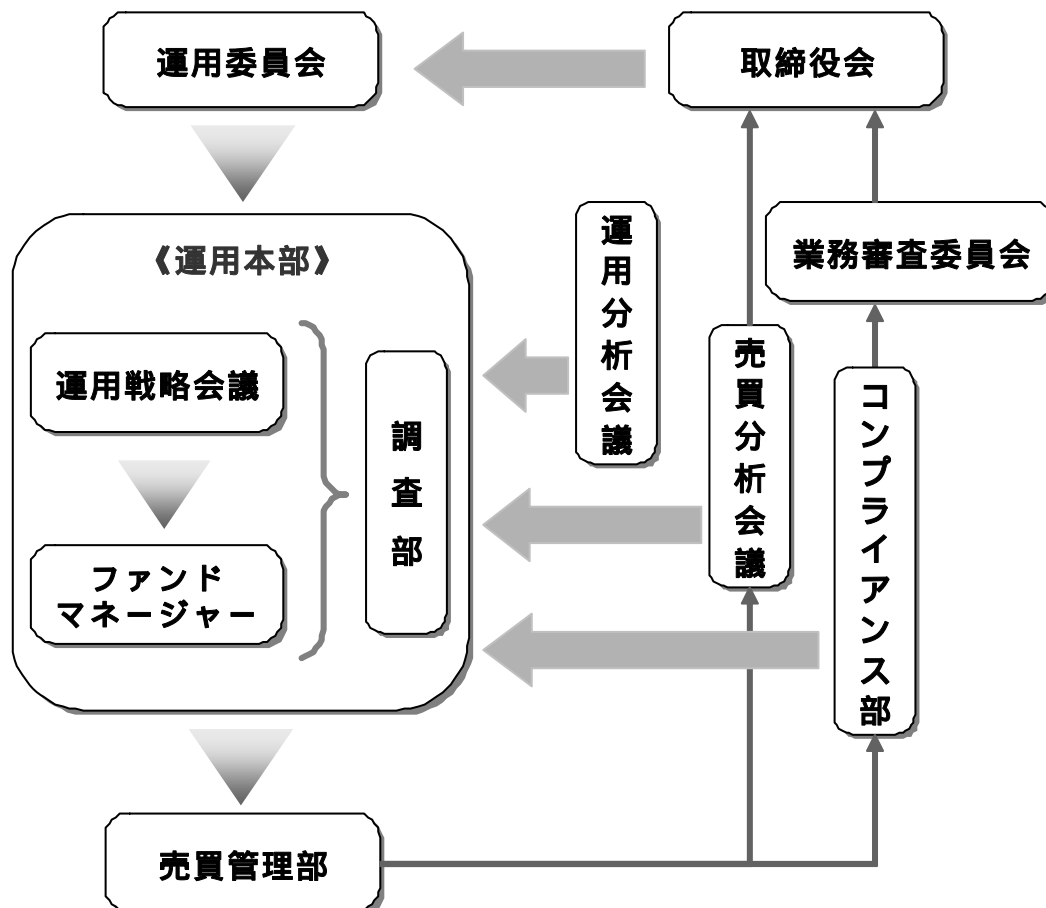 運用委員会
取締役会
《運用本部》
運用分析会議
業務審査委員会
運用戦略会議
調査部
売買分析会議
コンプライアンス部
ファンド
マネージャー
売買管理部